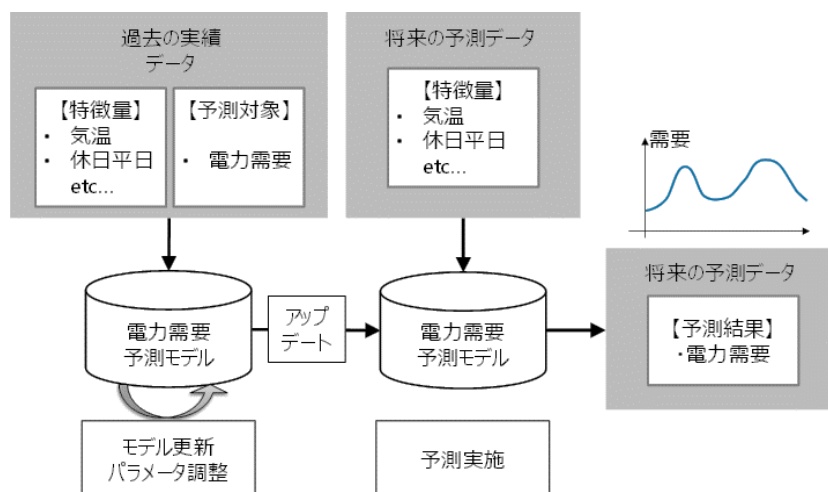 過去の実績
データ
【特徴量】
・ 気温
・ 休日平日
etc...
【予測対象】
・ 電力需要
将来の予測データ
【特徴量】
・ 気温
・ 休日平日
etc...
需要
電力需要
予測モデル
アップ
デート
電力需要
予測モデル
将来の予測データ
【予測結果】
・電力需要
モデル更新
パラメータ調整
予測実施